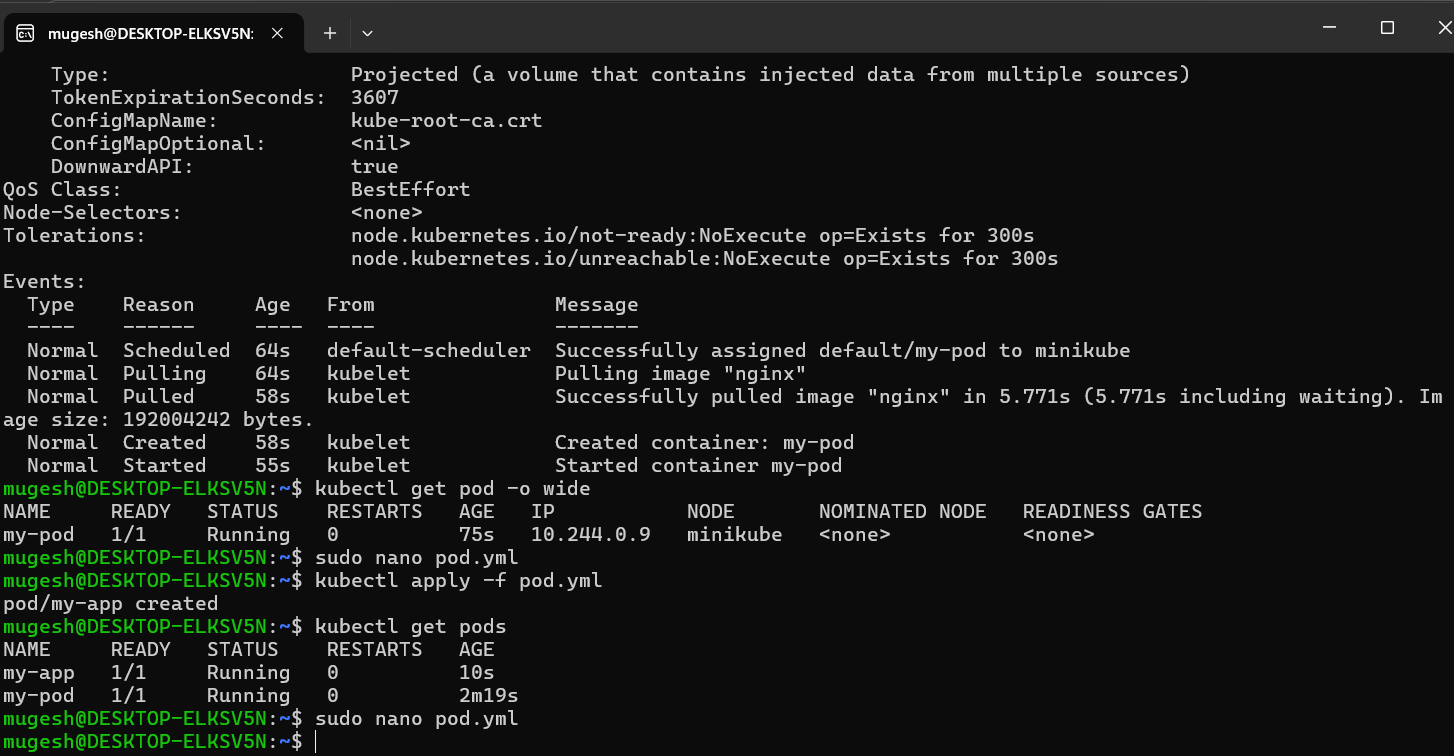 mugesh@DESKTOP-ELKSV5N:
Type: Projected (a volume that contains injected data from multiple sources)
TokenExpirationSeconds: 3607
ConfigMapName: kube-root-ca.crt
ConfigMapOptional: <nil>
DownwardAPI: true
QoS Class: BestEffort
Node-Selectors: <none>
Tolerations: node.kubernetes.io/not-ready:NoExecute op=Exists for 300s
node.kubernetes.io/unreachable:NoExecute op=Exists for 300s
Events:
Type Reason Age From Message
---- ------ ---- ---- -------
Normal Scheduled 64s default-scheduler Successfully assigned default/my-pod to minikube
Normal Pulling 64s kubelet Pulling image "nginx"
Normal Pulled 58s kubelet Successfully pulled image "nginx" in 5.771s (5.771s including waiting). Im
age size: 192004242 bytes.
Normal Created 58s kubelet Created container: my-pod
Normal Started 55s kubelet Started container my-pod
mugesh@DESKTOP-ELKSV5N:~$ kubectl get pod -o wide
NAME READY STATUS RESTARTS AGE IP NODE NOMINATED NODE READINESS GATES
my-pod 1/1 Running 0 75s 10.244.0.9 minikube <none> <none>
mugesh@DESKTOP-ELKSV5N:~$ sudo nano pod.yml
mugesh@DESKTOP-ELKSV5N:~$ kubectl apply -f pod.yml
pod/my-app created
mugesh@DESKTOP-ELKSV5N:~$ kubectl get pods
NAME READY STATUS RESTARTS AGE
my-app 1/1 Running 0 10s
my-pod 1/1 Running 0 2m19s
mugesh@DESKTOP-ELKSV5N:~$ sudo nano pod.yml
mugesh@DESKTOP-ELKSV5N:~$